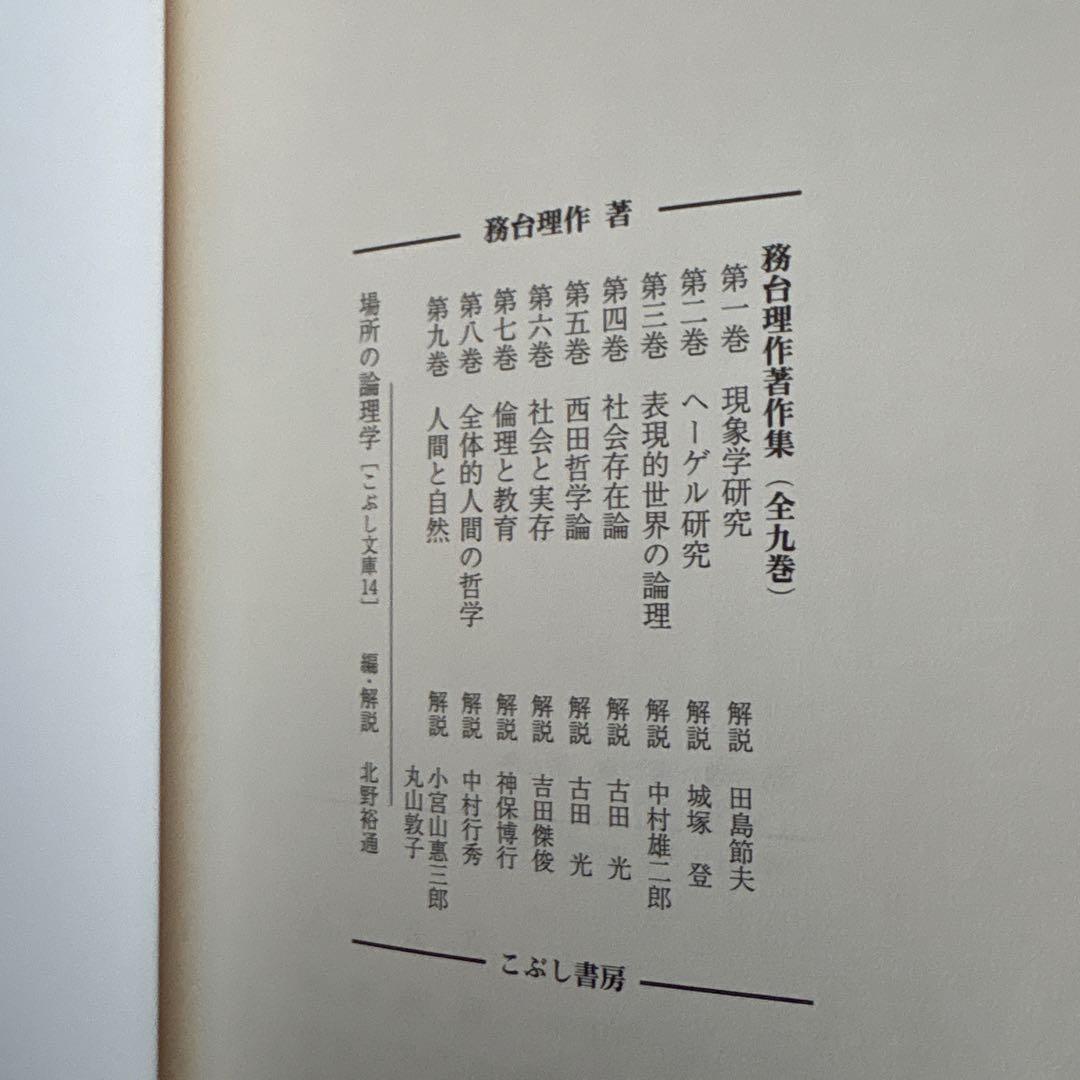 務台理作 著
務台理作著作集（全九巻）
第一巻 現象学研究 解説 田島節夫
第二巻 ヘーゲル研究 解説 城塚 登
第三巻 表現的世界の論理 解説 中村雄二郎
第四巻 社会存在論 解説 古田 光
第五巻 西田哲学論 解説 古田 光
第六巻 社会と実存 解説 吉田傑俊
第七巻 倫理と教育 解説 神保博行
第八巻 全体的人間の哲学 解説 中村行秀
第九巻 人間と自然 解説 小宮山惠三郎
丸山敦子
場所の論理学［こぶし文庫14］ 編・解説 北野裕通
こぶし書房